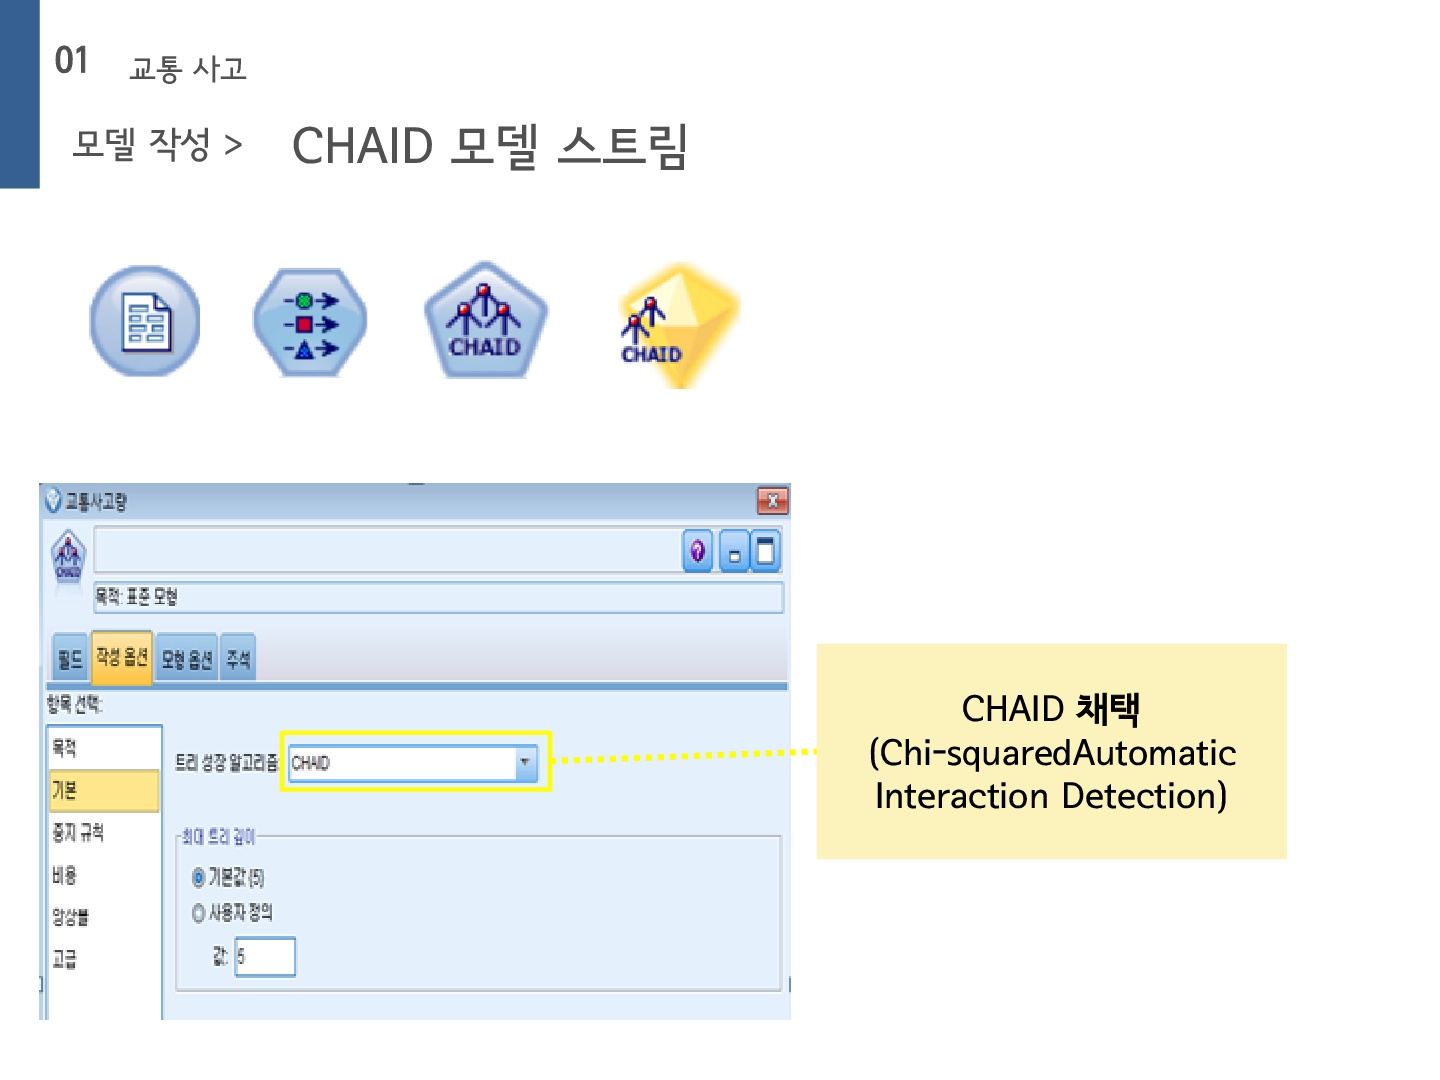 01 교통 사고
모델 작성 > CHAID 모델 스트림
CHAID
CHAID
교통사고량
CHAID
목적: 표준 모형
필드 작성 옵션 모형 옵션 주석
항목 선택:
목적
기본
중지 규칙
비용
앙상블
고급
트리 성장 알고리즘: CHAID
최대 트리 깊이
기본값 (5)
사용자 정의
값: 5
CHAID 채택
(Chi-squaredAutomatic
Interaction Detection)